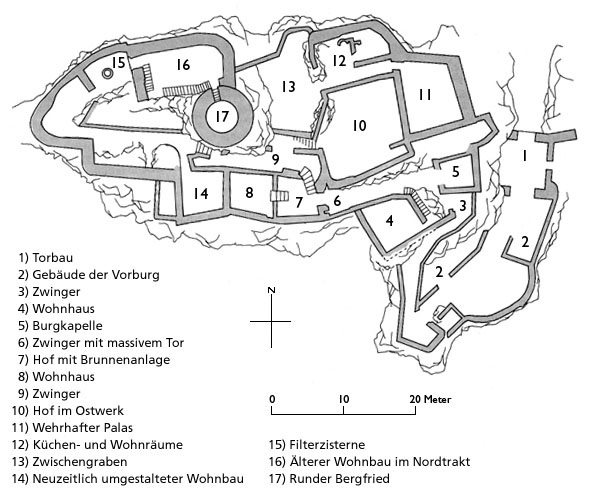 15
16
12
13
17
11
10
1
9
5
14
8
7
6
3
4
2
2
1) Torbau
2) Gebäude der Vorburg
3) Zwinger
4) Wohnhaus
5) Burgkapelle
6) Zwinger mit massivem Tor
7) Hof mit Brunnenanlage
8) Wohnhaus
9) Zwinger
10) Hof im Ostwerk
11) Wehrhafter Palas
12) Küchen- und Wohnräume
13) Zwischengraben
14) Neuzeitlich umgestalteter Wohnbau
N
0 10 20 Meter
15) Filterzisterne
16) Älterer Wohnbau im Nordtrakt
17) Runder Bergfried